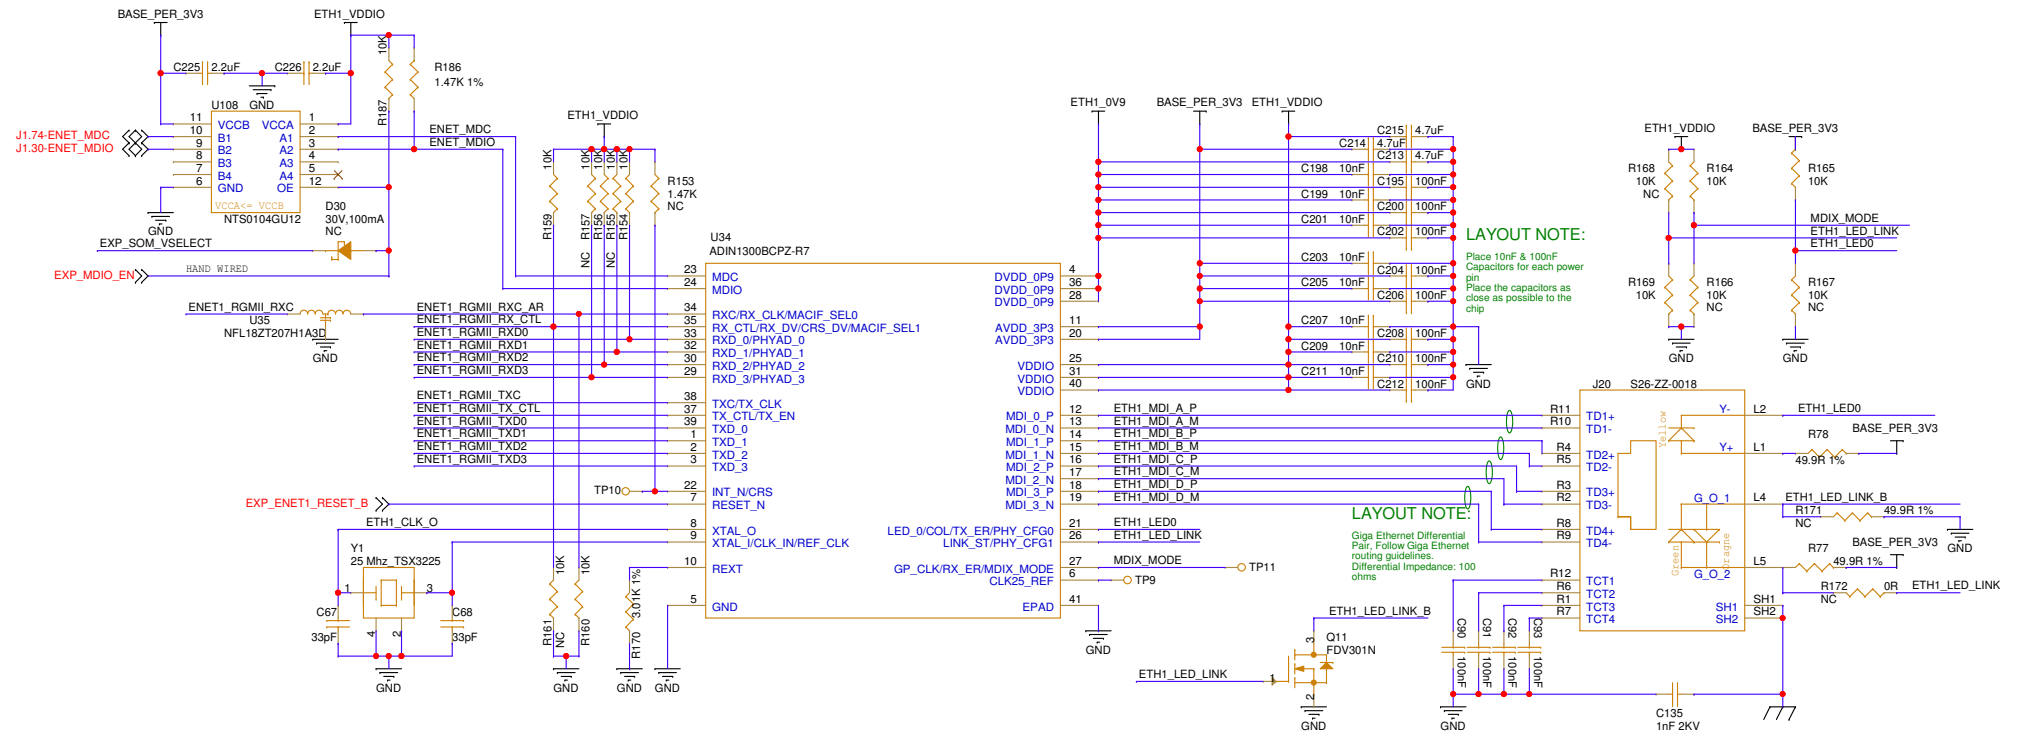 BASE_PER_3V3
ETH1_VDDIO
C225 2.2uF
C226 2.2uF
GND
10K
R187
R186
1.47K 1%
U108
11 VCCB VCCA 1
10 B1 A1 2
9 B2 A2 3
8 B3 A3 4
7 B4 A4 5
6 GND OE 12
VCCA<= VCCB
NTS0104GU12
J1.74-ENET_MDC
J1.30-ENET_MDIO
GND
ENET_MDC
ENET_MDIO
D30
30V,100mA
NC
EXP_SOM_VSELECT
EXP_MDIO_EN
HAND WIRED
ENET1_RGMII_RXC
U35
NFL18ZT207H1A3D
GND
ETH1_VDDIO
10K
R159
10K
R157
NC
10K
R156
10K
R155
NC
10K
R154
R153
1.47K
NC
ENET1_RGMII_RXC_AR
ENET1_RGMII_RX_CTL
ENET1_RGMII_RXD0
ENET1_RGMII_RXD1
ENET1_RGMII_RXD2
ENET1_RGMII_RXD3
ENET1_RGMII_TXC
ENET1_RGMII_TX_CTL
ENET1_RGMII_TXD0
ENET1_RGMII_TXD1
ENET1_RGMII_TXD2
ENET1_RGMII_TXD3
TP10
EXP_ENET1_RESET_B
ETH1_CLK_O
Y1
25 Mhz_TSX3225
1
3
4
2
C67
33pF
C68
33pF
GND
10K
R161
NC
10K
R160
GND
3.01K 1%
R170
GND
GND
U34
ADIN1300BCPZ-R7
23 MDC
24 MDIO
34 RXC/RX_CLK/MACIF_SEL0
35 RX_CTL/RX_DV/CRS_DV/MACIF_SEL1
33 RXD_0/PHYAD_0
32 RXD_1/PHYAD_1
30 RXD_2/PHYAD_2
29 RXD_3/PHYAD_3
38 TXC/TX_CLK
37 TX_CTL/TX_EN
39 TXD_0
1 TXD_1
2 TXD_2
3 TXD_3
22 INT_N/CRS
7 RESET_N
8 XTAL_O
9 XTAL_I/CLK_IN/REF_CLK
10 REXT
5 GND
DVDD_0P9 4
DVDD_0P9 36
DVDD_0P9 28
AVDD_3P3 11
AVDD_3P3 20
VDDIO 25
VDDIO 31
VDDIO 40
MDI_0_P 12
MDI_0_N 13
MDI_1_P 14
MDI_1_N 15
MDI_2_P 16
MDI_2_N 17
MDI_3_P 18
MDI_3_N 19
LED_0/COL/TX_ER/PHY_CFG0 21
LINK_ST/PHY_CFG1 26
GP_CLK/RX_ER/MDIX_MODE 27
CLK25_REF 6
EPAD 41
GND
ETH1_0V9
BASE_PER_3V3
ETH1_VDDIO
C215 4.7uF
C214 4.7uF
C213 4.7uF
C198 10nF
C195 100nF
C199 10nF
C200 100nF
C201 10nF
C202 100nF
C203 10nF
C204 100nF
C205 10nF
C206 100nF
C207 10nF
C208 100nF
C209 10nF
C210 100nF
C211 10nF
C212 100nF
GND
LAYOUT NOTE:
Place 10nF & 100nF
Capacitors for each power
pin
Place the capacitors as
close as possible to the
chip
ETH1_MDI_A_P
ETH1_MDI_A_M
ETH1_MDI_B_P
ETH1_MDI_B_M
ETH1_MDI_C_P
ETH1_MDI_C_M
ETH1_MDI_D_P
ETH1_MDI_D_M
ETH1_LED0
ETH1_LED_LINK
MDIX_MODE
TP11
TP9
LAYOUT NOTE:
Giga Ethernet Differential
Pair, Follow Giga Ethernet
routing guidelines.
Differential Impedance: 100
ohms
ETH1_LED_LINK_B
3
Q11
FDV301N
ETH1_LED_LINK
1
2
GND
ETH1_VDDIO
BASE_PER_3V3
R168
10K
NC
R164
10K
R165
10K
MDIX_MODE
ETH1_LED_LINK
ETH1_LED0
R169
10K
R166
10K
NC
R167
10K
NC
GND
GND
J20 S26-ZZ-0018
R11 TD1+
R10 TD1-
R4 TD2+
R5 TD2-
R3 TD3+
R2 TD3-
R8 TD4+
R9 TD4-
R12 TCT1
R6 TCT2
R1 TCT3
R7 TCT4
Yellow
Y- L2
Y+ L1
G_O_1 L4
Green
Oragne
G_O_2 L5
SH1 SH1
SH2 SH2
ETH1_LED0
R78
BASE_PER_3V3
49.9R 1%
ETH1_LED_LINK_B
R171
NC
49.9R 1%
GND
BASE_PER_3V3
R77
49.9R 1%
R172
NC
0R
ETH1_LED_LINK
C90
100nF
C91
100nF
C92
100nF
C93
100nF
GND
C135
1nF 2KV